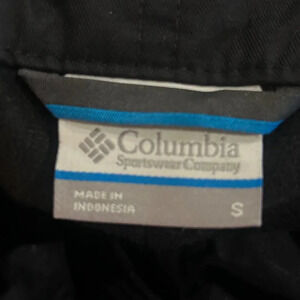 Columbia
Sportswear Company
MADE IN
INDONESIA
S